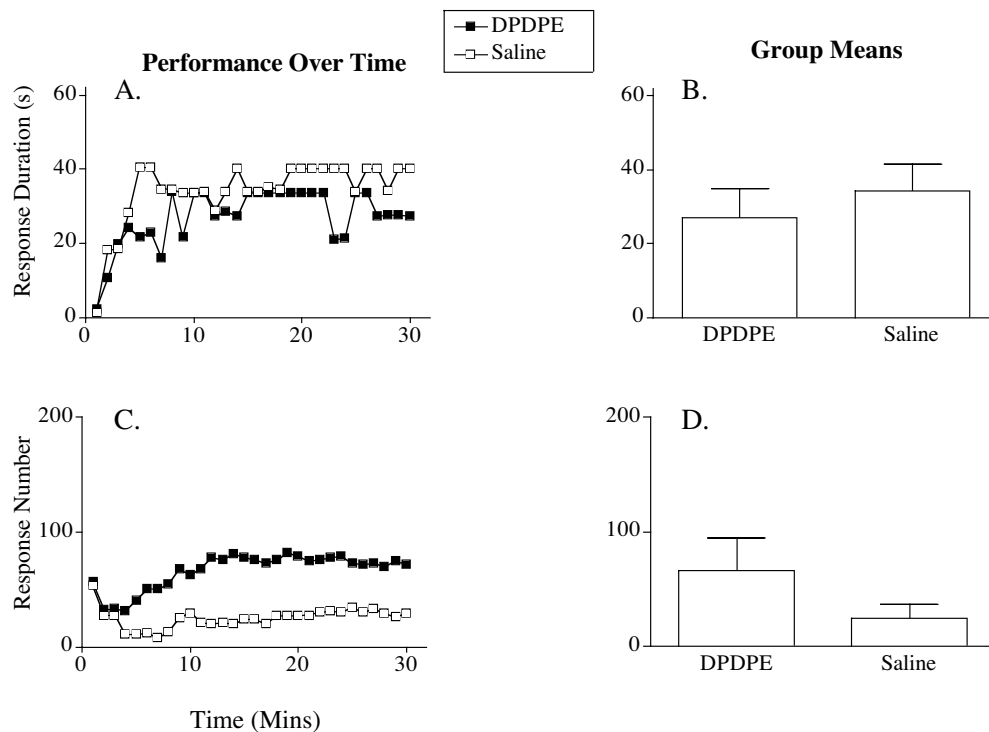 DPDPE
Saline
Performance Over Time
Group Means
A.
Response Duration (s)
60
40
20
0
0
10
20
30
B.
60
40
20
0
DPDPE
Saline
C.
Response Number
200
100
0
0
10
20
30
Time (Mins)
D.
200
100
0
DPDPE
Saline